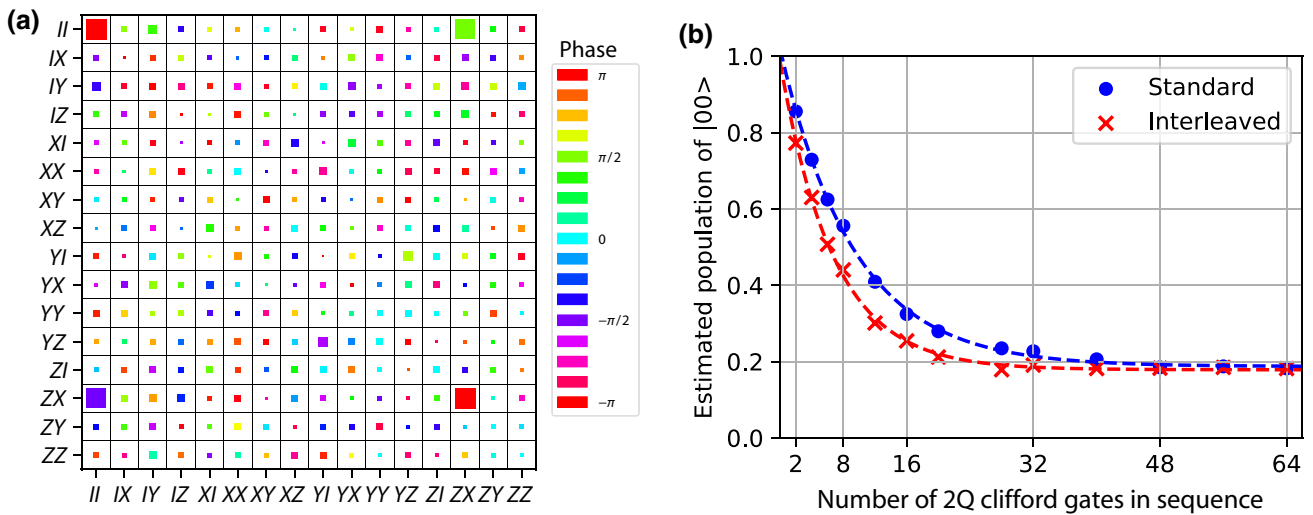 (a)
II
IX
IY
IZ
XI
XX
XY
XZ
YI
YX
YY
YZ
ZI
ZX
ZY
ZZ
II IX IY IZ XI XX XY XZ YI YX YY YZ ZI ZX ZY ZZ
Phase
π
π/2
0
−π/2
−π
(b)
Estimated population of |00>
1.0
0.8
0.6
0.4
0.2
0.0
Standard
Interleaved
2 8 16 32 48 64
Number of 2Q clifford gates in sequence